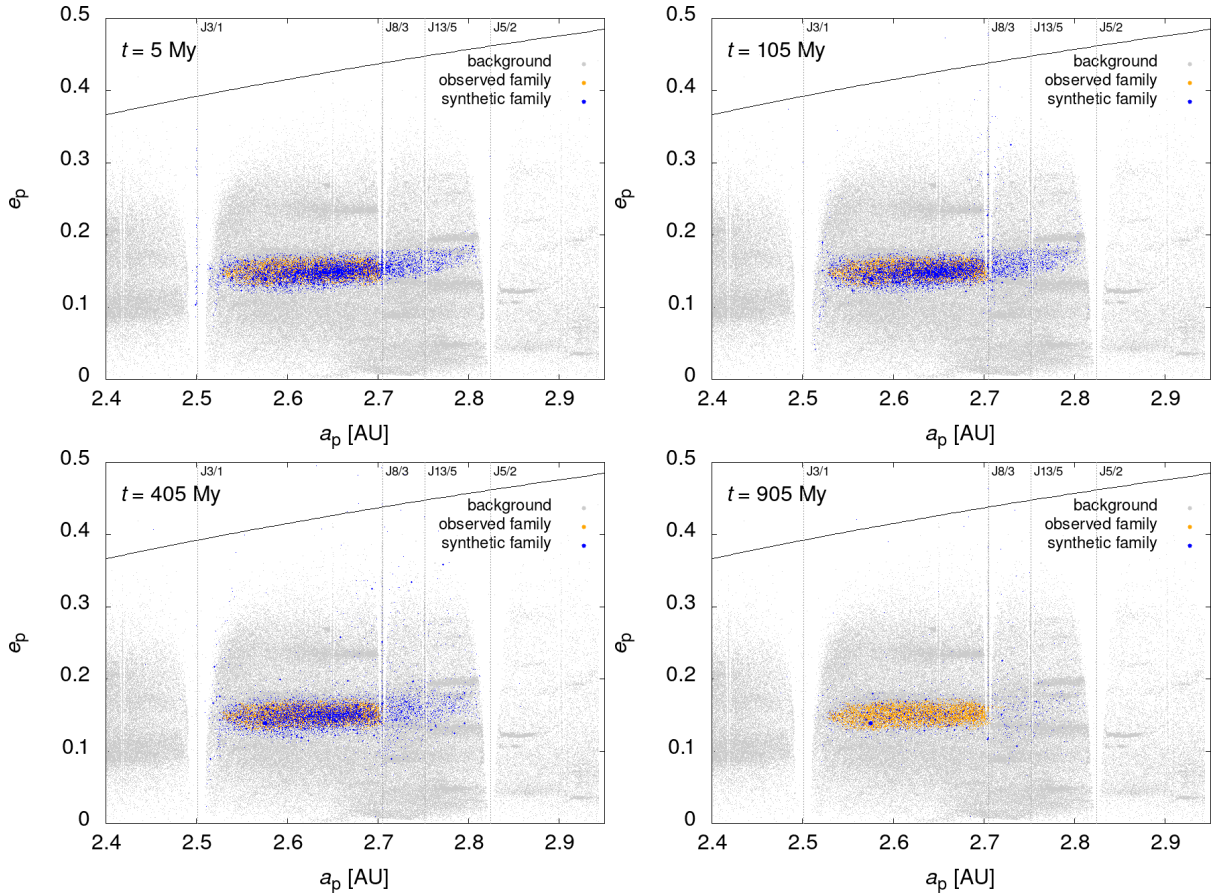 J3/1 J8/3 J13/5 J5/2
t = 5 My
background
observed family
synthetic family
0.5
0.4
0.3
0.2
0.1
0
e_p
2.4 2.5 2.6 2.7 2.8 2.9
a_p [AU]
J3/1 J8/3 J13/5 J5/2
t = 105 My
background
observed family
synthetic family
0.5
0.4
0.3
0.2
0.1
0
e_p
2.4 2.5 2.6 2.7 2.8 2.9
a_p [AU]
J3/1 J8/3 J13/5 J5/2
t = 405 My
background
observed family
synthetic family
0.5
0.4
0.3
0.2
0.1
0
e_p
2.4 2.5 2.6 2.7 2.8 2.9
a_p [AU]
J3/1 J8/3 J13/5 J5/2
t = 905 My
background
observed family
synthetic family
0.5
0.4
0.3
0.2
0.1
0
e_p
2.4 2.5 2.6 2.7 2.8 2.9
a_p [AU]